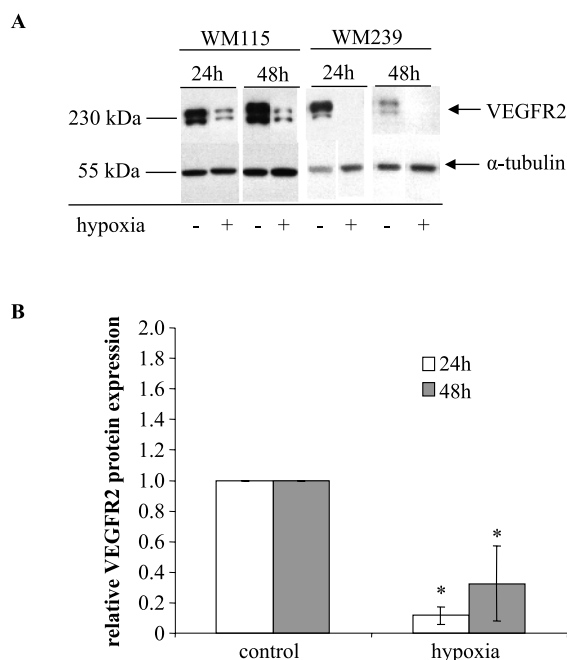 A
WM115 WM239
24h 48h 24h 48h
230 kDa VEGFR2
55 kDa α-tubulin
hypoxia - + - + - + - +
B
relative VEGFR2 protein expression
2.0
1.8
1.6
1.4
1.2
1.0
0.8
0.6
0.4
0.2
0
24h
48h
* *
control hypoxia